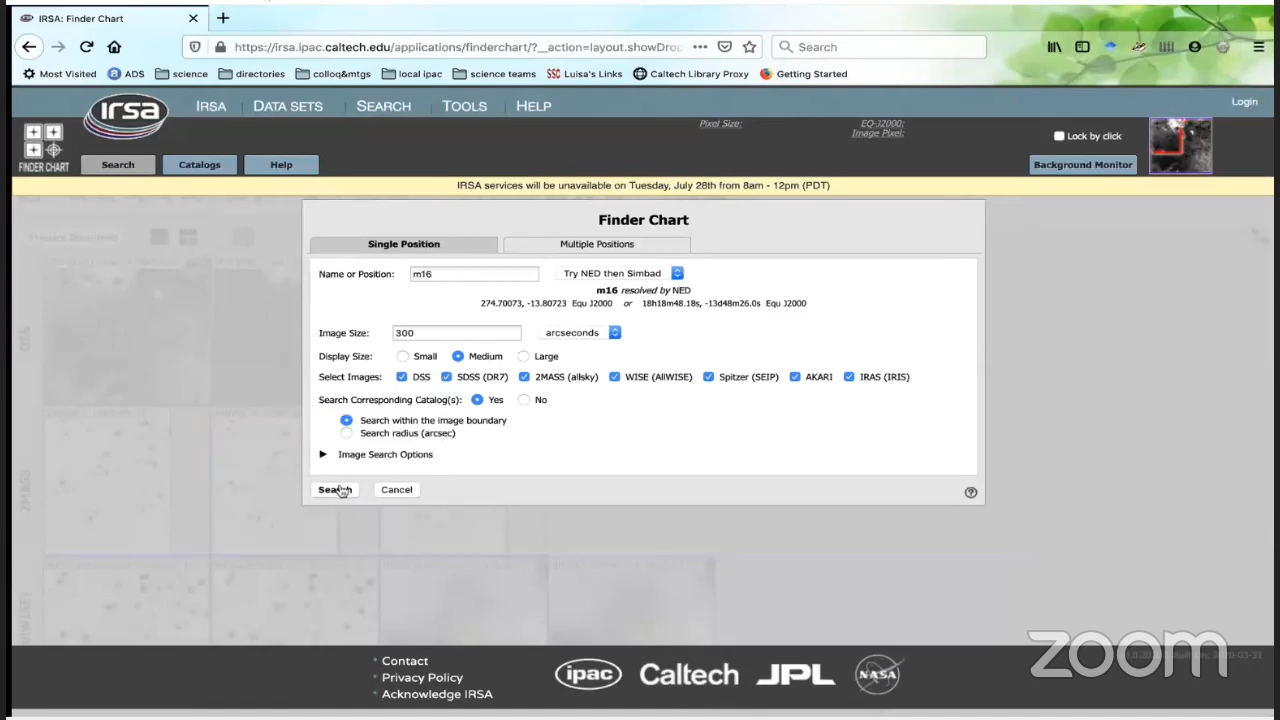 IRSA: Finder Chart
https://irsa.ipac.caltech.edu/applications/finderchart/?__action=layout.showDro
Search
Most Visited ADS science directories colloq&mtgs local ipac science teams Luisa's Links Caltech Library Proxy Getting Started
irsa IRSA DATA SETS SEARCH TOOLS HELP Login
Pixel Size: EQ-J2000:
Image Pixel:
Lock by click
FINDER CHART Search Catalogs Help Background Monitor
IRSA services will be unavailable on Tuesday, July 28th from 8am - 12pm (PDT)
Finder Chart
Single Position Multiple Positions
Name or Position: m16 Try NED then Simbad
m16 resolved by NED
274.70073, -13.80723 Equ J2000 or 18h18m48.18s, -13d48m26.0s Equ J2000
Image Size: 300 arcseconds
Display Size: Small Medium Large
Select Images: DSS SDSS (DR7) 2MASS (allsky) WISE (AllWISE) Spitzer (SEIP) AKARI IRAS (IRIS)
Search Corresponding Catalog(s): Yes No
Search within the image boundary
Search radius (arcsec)
Image Search Options
Search Cancel
DSS
2MASS
Contact
Privacy Policy
Acknowledge IRSA
ipac Caltech JPL NASA
zoom